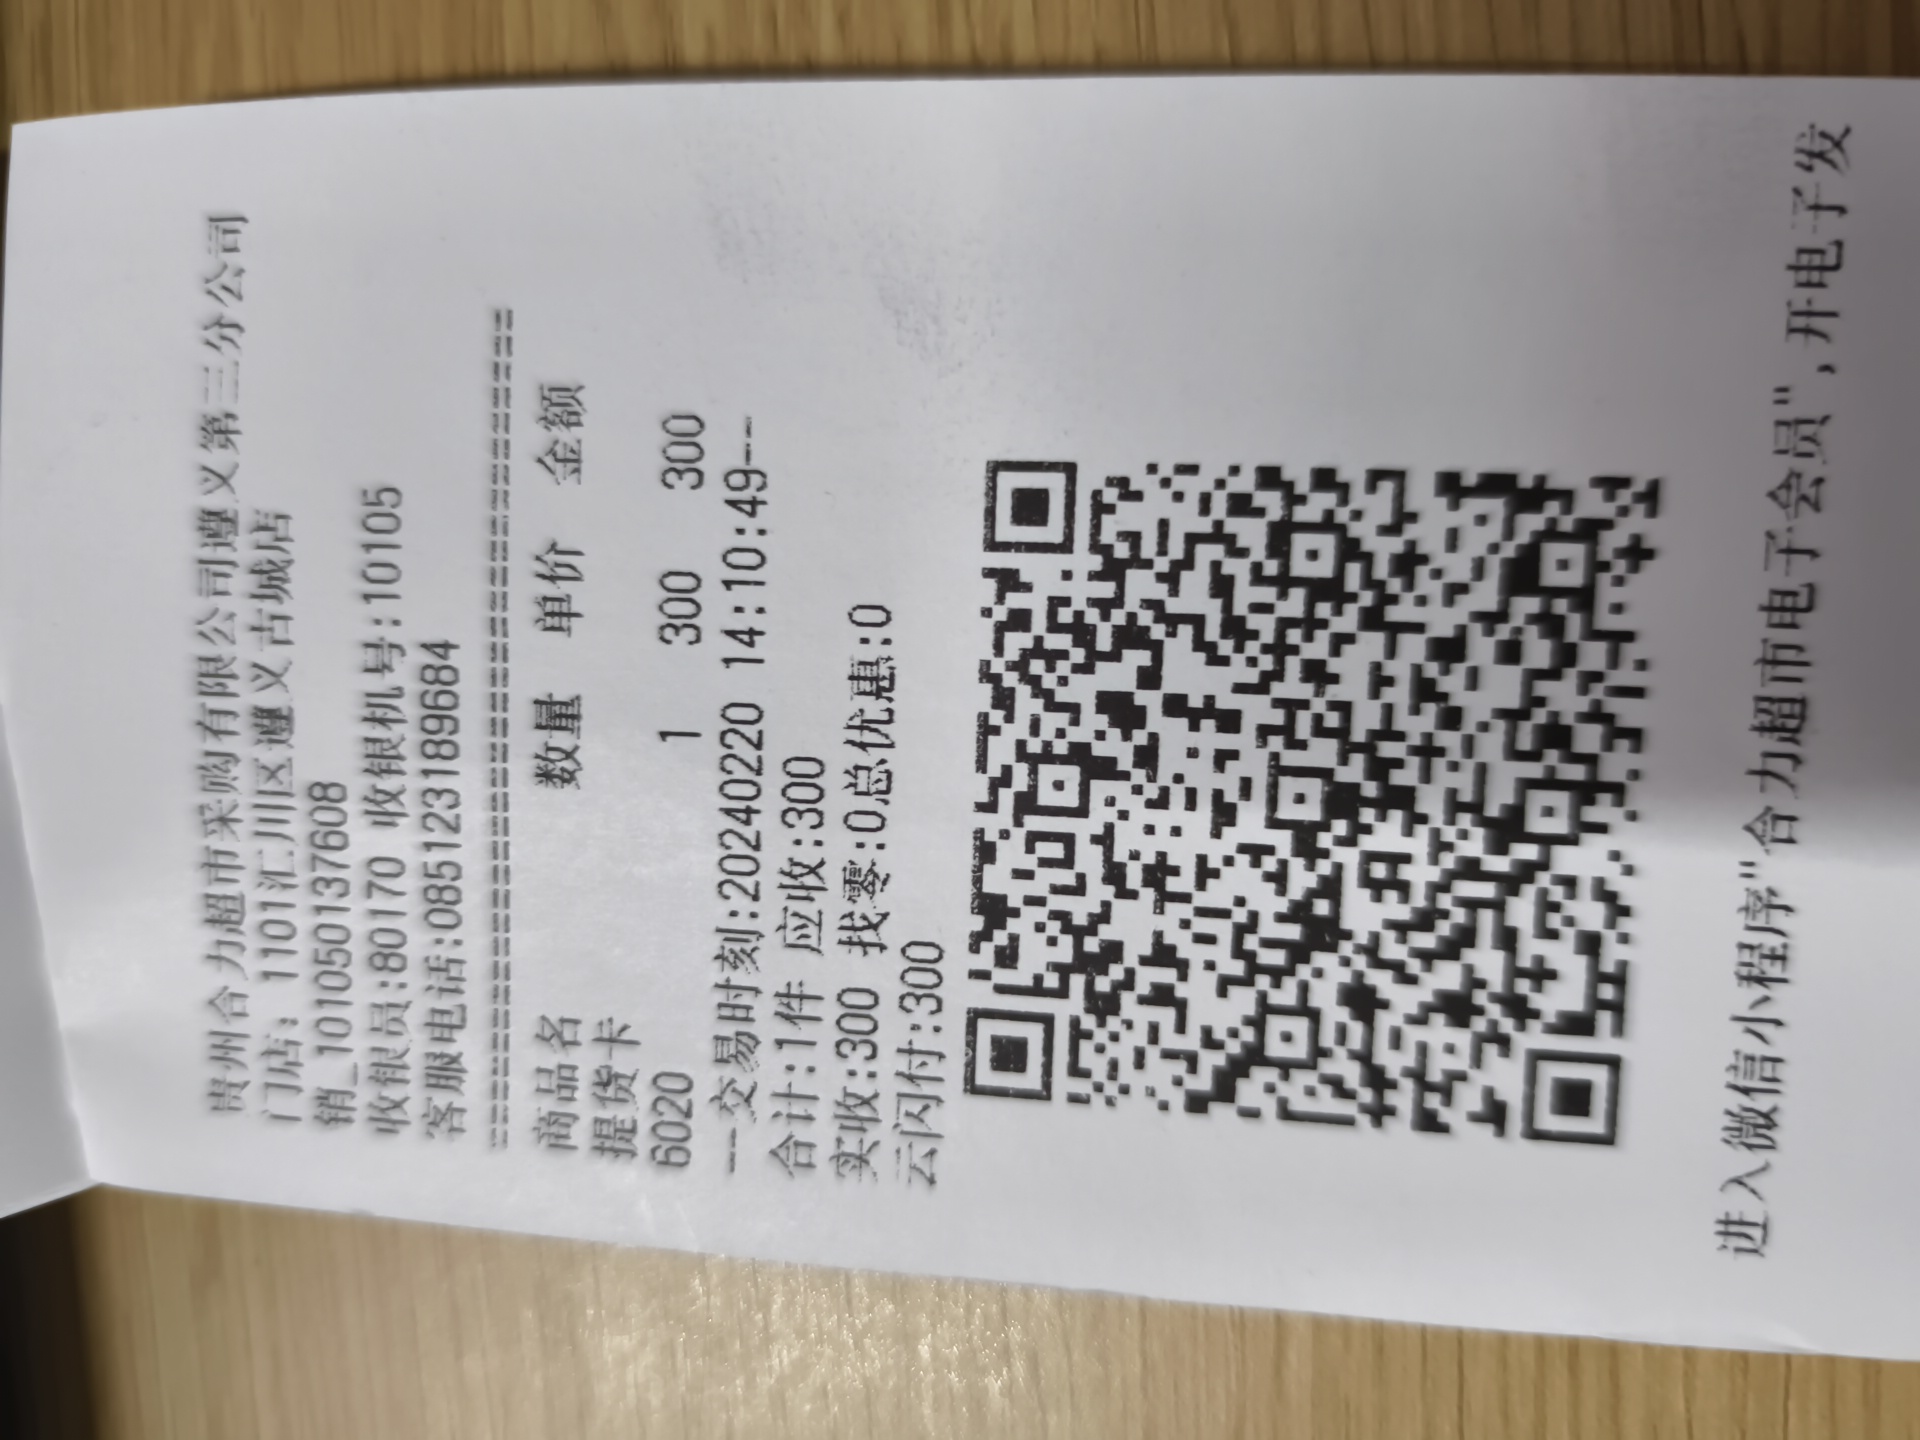 贵州合力超市采购有限公司遵义第三分公司
门店：1101汇川区遵义古城店
销_101050137608
收银员:80170 收银机号:10105
客服电话:085123189684
========================================
商品名 数量 单价 金额
提货卡
6020 1 300 300
--交易时刻:20240220 14:10:49--
合计:1件 应收:300
实收:300 找零:0总优惠:0
云闪付:300
进入微信小程序"合力超市电子会员"，开电子发